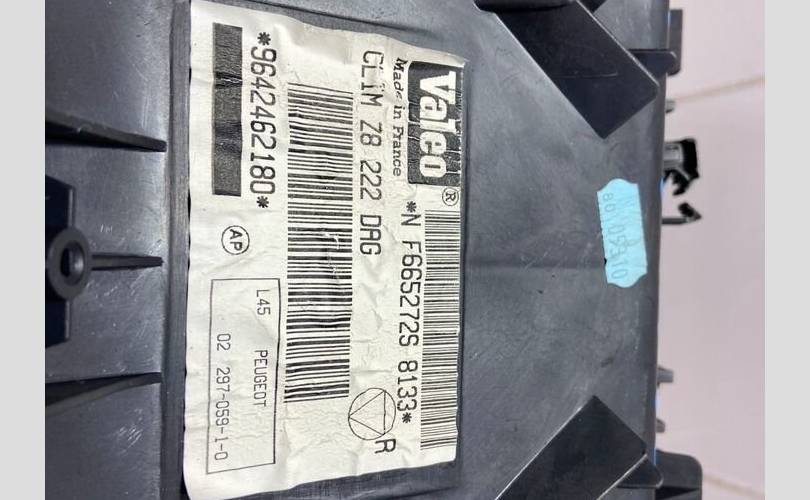 Valeo®
Made in France
*N F665272S 8133*
CLIM Z8 222 DAG
R
*9642462180*
AP
L45 PEUGEOT
02 297-059-1-0